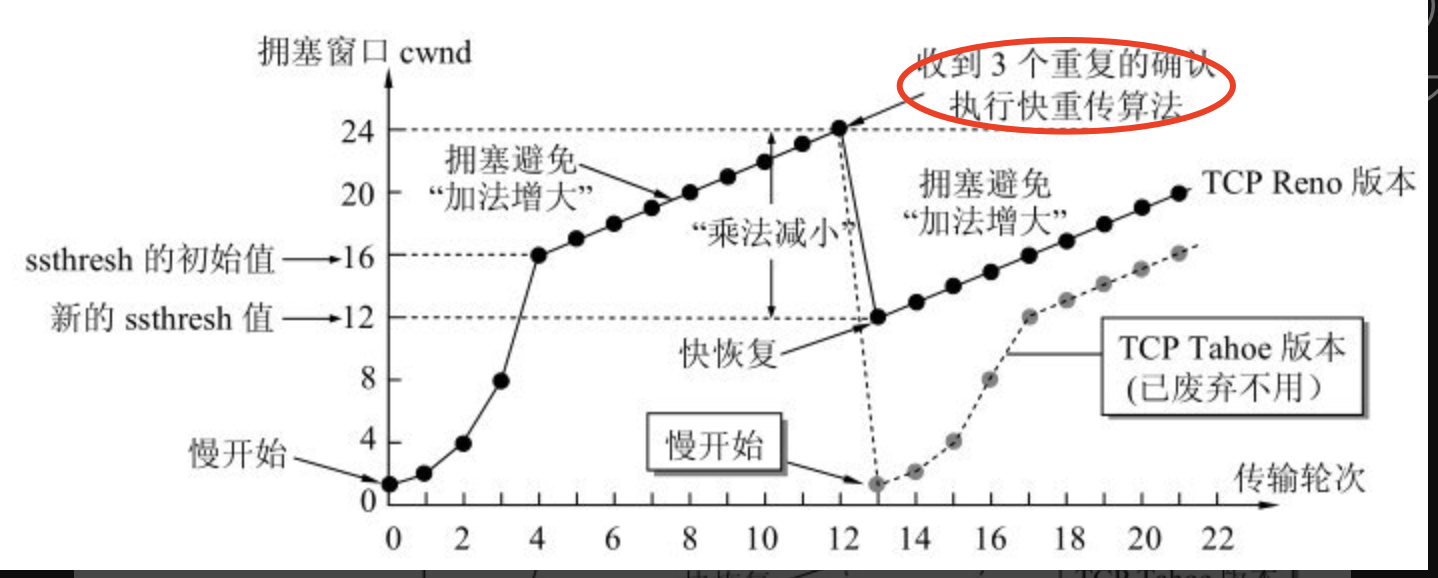 拥塞窗口 cwnd
收到 3 个重复的确认
执行快重传算法
24
拥塞避免
“加法增大”
20
拥塞避免
“加法增大”
TCP Reno 版本
“乘法减小”
ssthresh 的初始值
16
新的 ssthresh 值
12
快恢复
TCP Tahoe 版本
(已废弃不用）
8
4
慢开始
慢开始
传输轮次
0
0 2 4 6 8 10 12 14 16 18 20 22